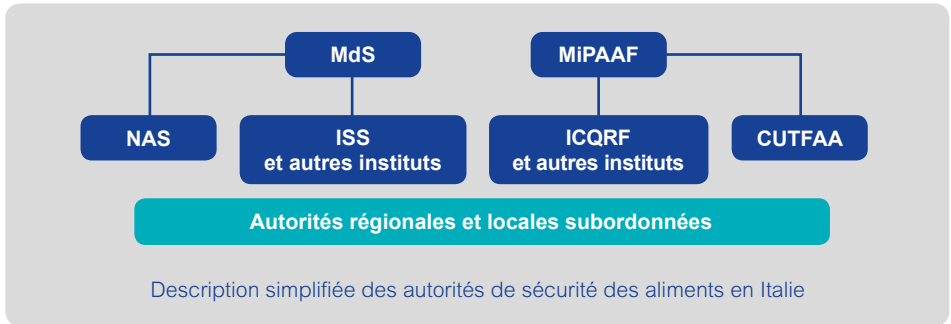 MdS
MiPAAF
NAS
ISS
et autres instituts
ICQRF
et autres instituts
CUTFAA
Autorités régionales et locales subordonnées
Description simplifiée des autorités de sécurité des aliments en Italie